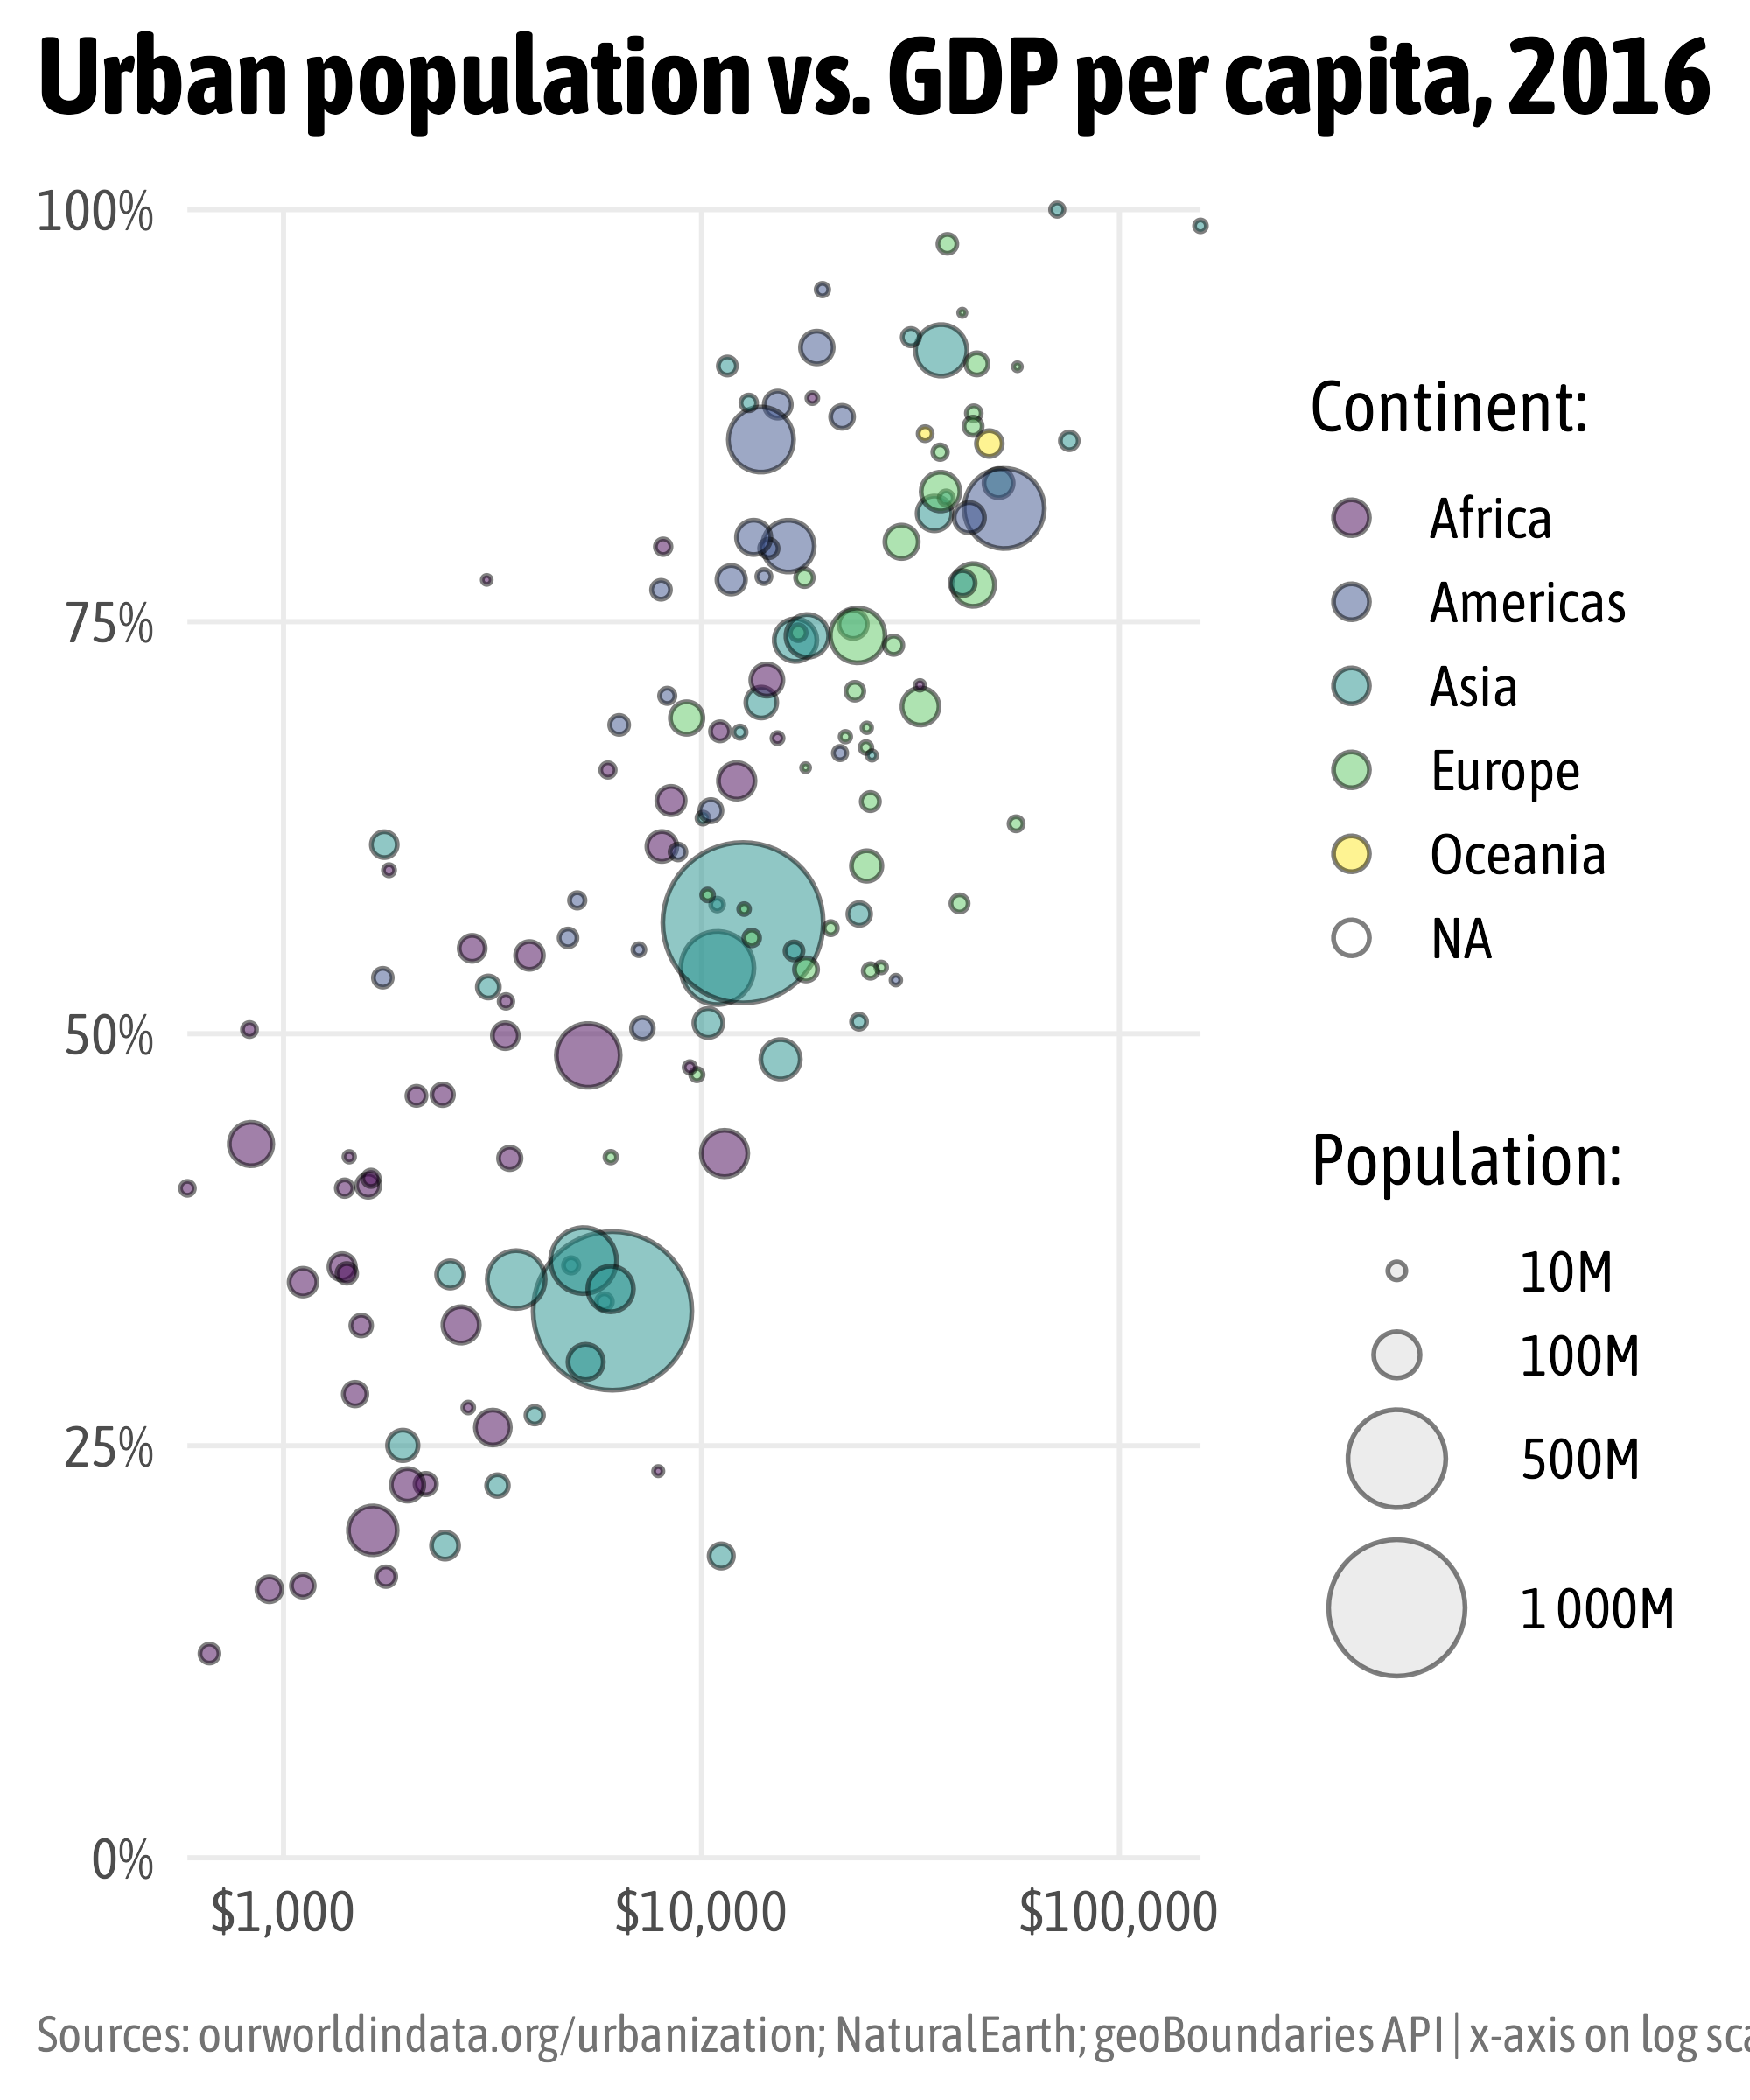 Urban population vs. GDP per capita, 2016
100%
75%
50%
25%
0%
$1,000
$10,000
$100,000
Continent:
Africa
Americas
Asia
Europe
Oceania
NA
Population:
10M
100M
500M
1 000M
Sources: ourworldindata.org/urbanization; NaturalEarth; geoBoundaries API | x-axis on log sca